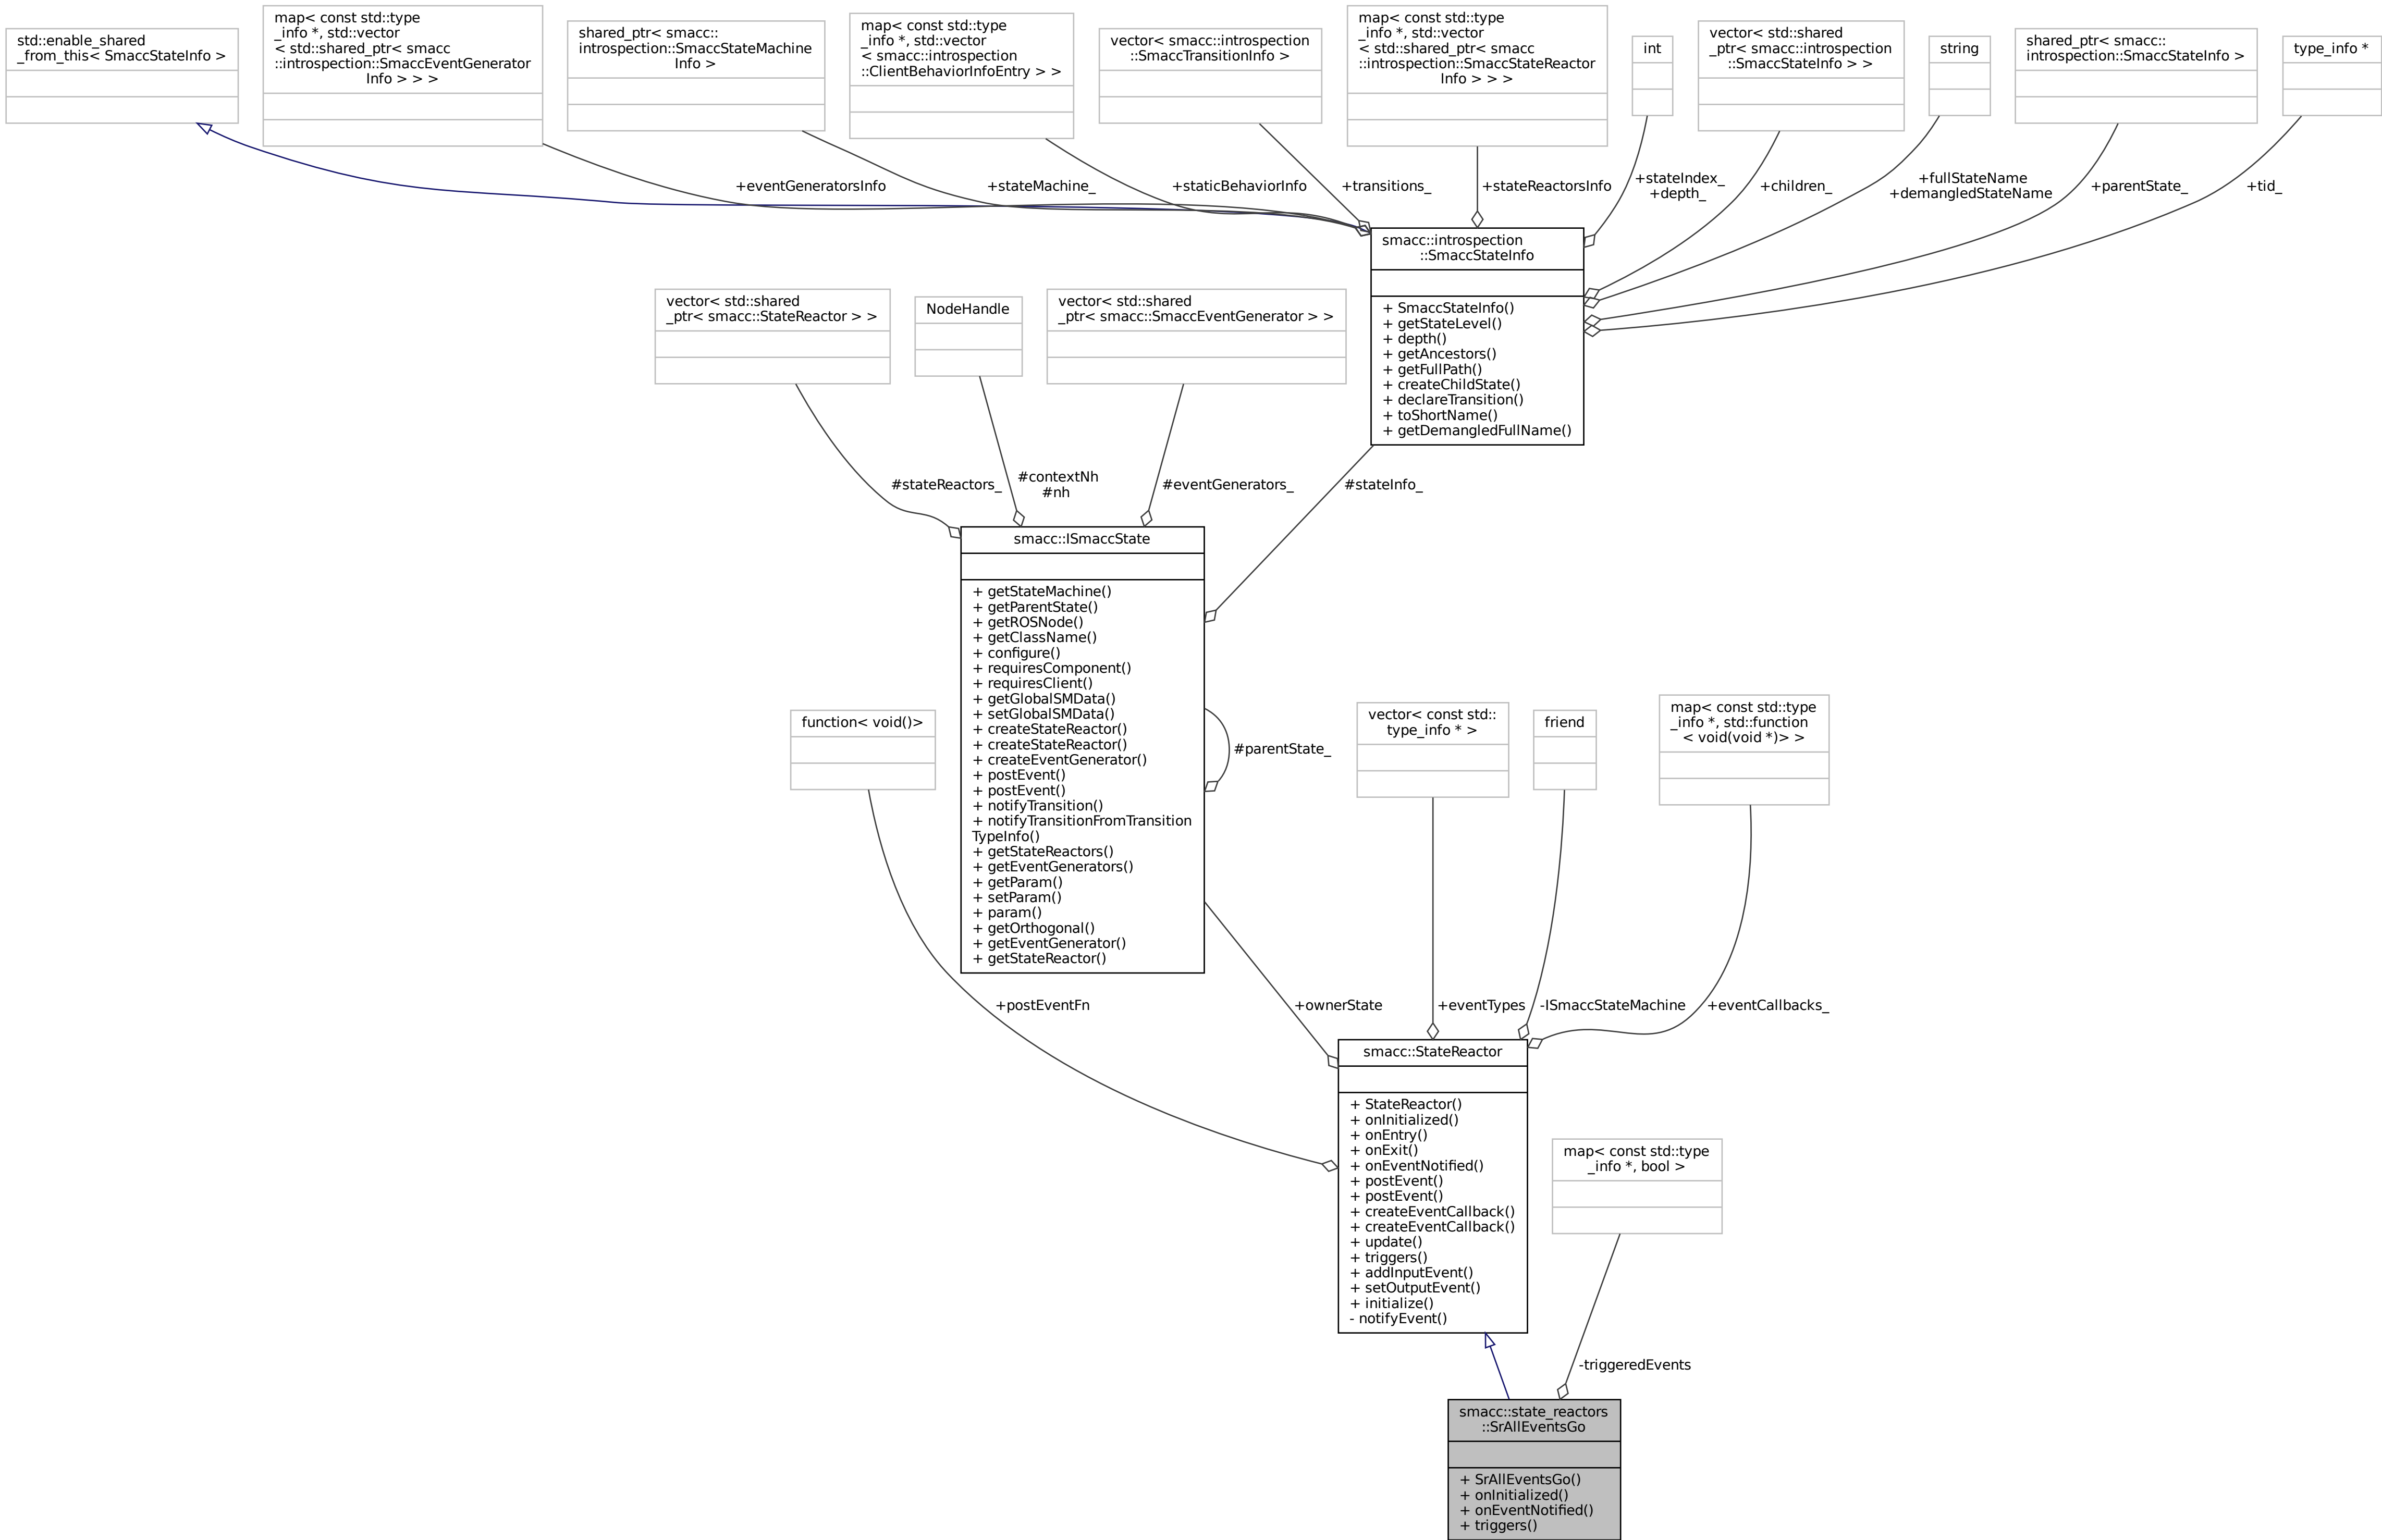 std::enable_shared
_from_this< SmaccStateInfo >
map< const std::type
_info *, std::vector
< std::shared_ptr< smacc
::introspection::SmaccEventGenerator
Info > > >
shared_ptr< smacc::
introspection::SmaccStateMachine
Info >
map< const std::type
_info *, std::vector
< smacc::introspection
::ClientBehaviorInfoEntry > >
vector< smacc::introspection
::SmaccTransitionInfo >
map< const std::type
_info *, std::vector
< std::shared_ptr< smacc
::introspection::SmaccStateReactor
Info > > >
int
vector< std::shared
_ptr< smacc::introspection
::SmaccStateInfo > >
string
shared_ptr< smacc::
introspection::SmaccStateInfo >
type_info *
+eventGeneratorsInfo
+stateMachine_
+staticBehaviorInfo
+transitions_
+stateReactorsInfo
+stateIndex_
+depth_
+children_
+fullStateName
+demangledStateName
+parentState_
+tid_
smacc::introspection
::SmaccStateInfo
+ SmaccStateInfo()
+ getStateLevel()
+ depth()
+ getAncestors()
+ getFullPath()
+ createChildState()
+ declareTransition()
+ toShortName()
+ getDemangledFullName()
vector< std::shared
_ptr< smacc::StateReactor > >
NodeHandle
vector< std::shared
_ptr< smacc::SmaccEventGenerator > >
#stateReactors_
#contextNh
#nh
#eventGenerators_
#stateInfo_
smacc::ISmaccState
+ getStateMachine()
+ getParentState()
+ getROSNode()
+ getClassName()
+ configure()
+ requiresComponent()
+ requiresClient()
+ getGlobalSMData()
+ setGlobalSMData()
+ createStateReactor()
+ createStateReactor()
+ createEventGenerator()
+ postEvent()
+ postEvent()
+ notifyTransition()
+ notifyTransitionFromTransition
TypeInfo()
+ getStateReactors()
+ getEventGenerators()
+ getParam()
+ setParam()
+ param()
+ getOrthogonal()
+ getEventGenerator()
+ getStateReactor()
#parentState_
function< void()>
vector< const std::
type_info * >
friend
map< const std::type
_info *, std::function
< void(void *)> >
+postEventFn
+ownerState
+eventTypes
-ISmaccStateMachine
+eventCallbacks_
smacc::StateReactor
+ StateReactor()
+ onInitialized()
+ onEntry()
+ onExit()
+ onEventNotified()
+ postEvent()
+ postEvent()
+ createEventCallback()
+ createEventCallback()
+ update()
+ triggers()
+ addInputEvent()
+ setOutputEvent()
+ initialize()
- notifyEvent()
map< const std::type
_info *, bool >
-triggeredEvents
smacc::state_reactors
::SrAllEventsGo
+ SrAllEventsGo()
+ onInitialized()
+ onEventNotified()
+ triggers()